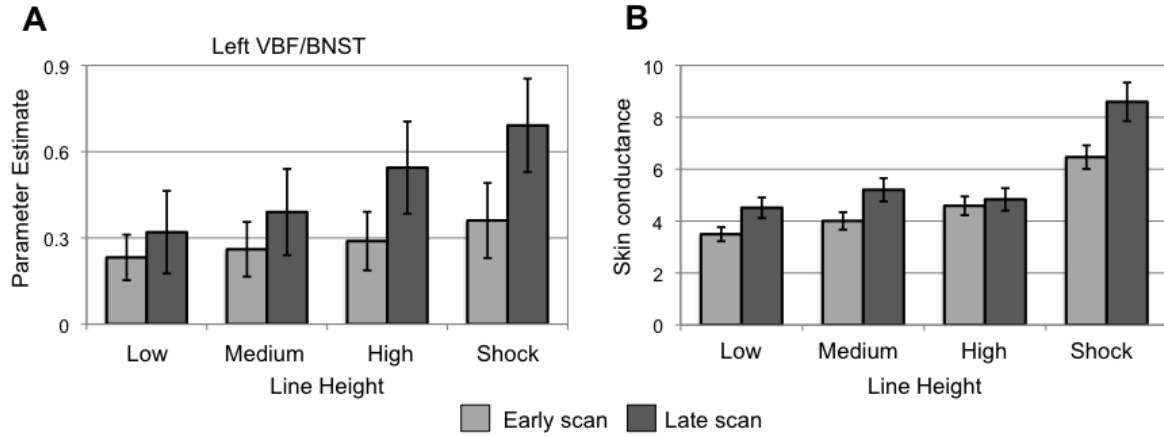 A
Left VBF/BNST
Parameter Estimate
0.9
0.6
0.3
0
Low Medium High Shock
Line Height
B
Skin conductance
10
8
6
4
2
0
Low Medium High Shock
Line Height
Early scan Late scan